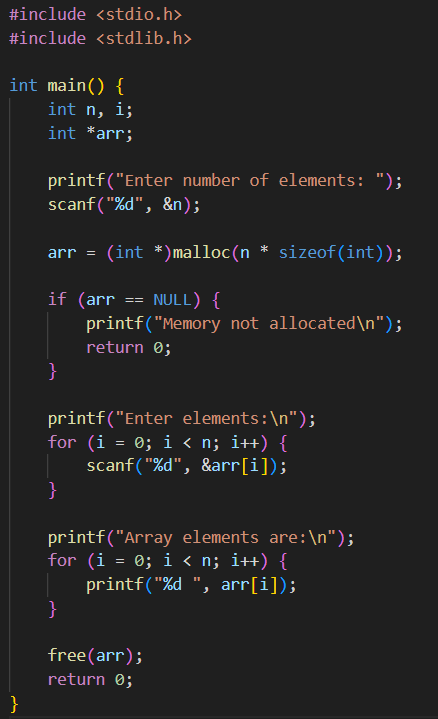 #include <stdio.h>
#include <stdlib.h>
int main() {
    int n, i;
    int *arr;
    printf("Enter number of elements: ");
    scanf("%d", &n);
    arr = (int *)malloc(n * sizeof(int));
    if (arr == NULL) {
        printf("Memory not allocated\n");
        return 0;
    }
    printf("Enter elements:\n");
    for (i = 0; i < n; i++) {
        scanf("%d", &arr[i]);
    }
    printf("Array elements are:\n");
    for (i = 0; i < n; i++) {
        printf("%d ", arr[i]);
    }
    free(arr);
    return 0;
}